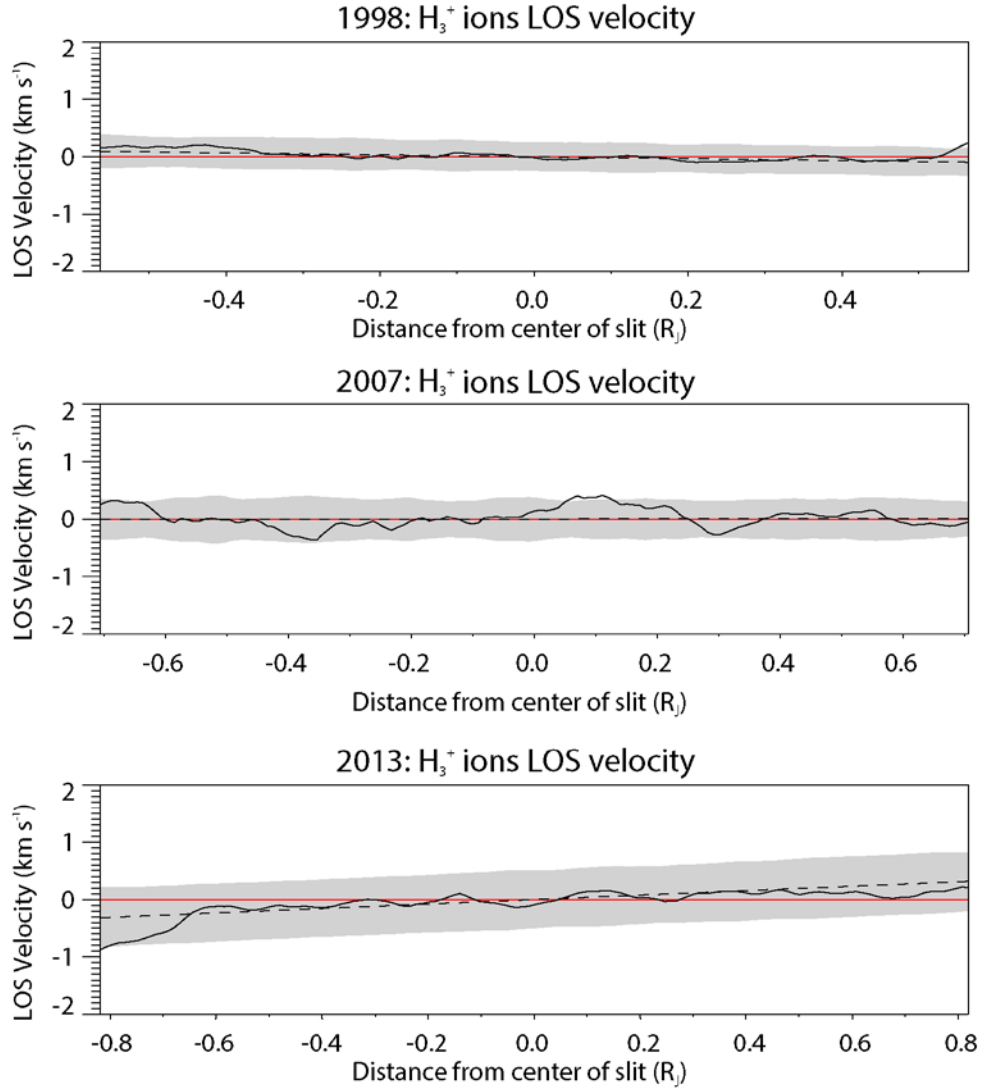 1998: H₃⁺ ions LOS velocity
2
1
0
-1
-2
LOS Velocity (km s⁻¹)
-0.4 -0.2 0.0 0.2 0.4
Distance from center of slit (R_J)
2007: H₃⁺ ions LOS velocity
2
1
0
-1
-2
LOS Velocity (km s⁻¹)
-0.6 -0.4 -0.2 0.0 0.2 0.4 0.6
Distance from center of slit (R_J)
2013: H₃⁺ ions LOS velocity
2
1
0
-1
-2
LOS Velocity (km s⁻¹)
-0.8 -0.6 -0.4 -0.2 0.0 0.2 0.4 0.6 0.8
Distance from center of slit (R_J)